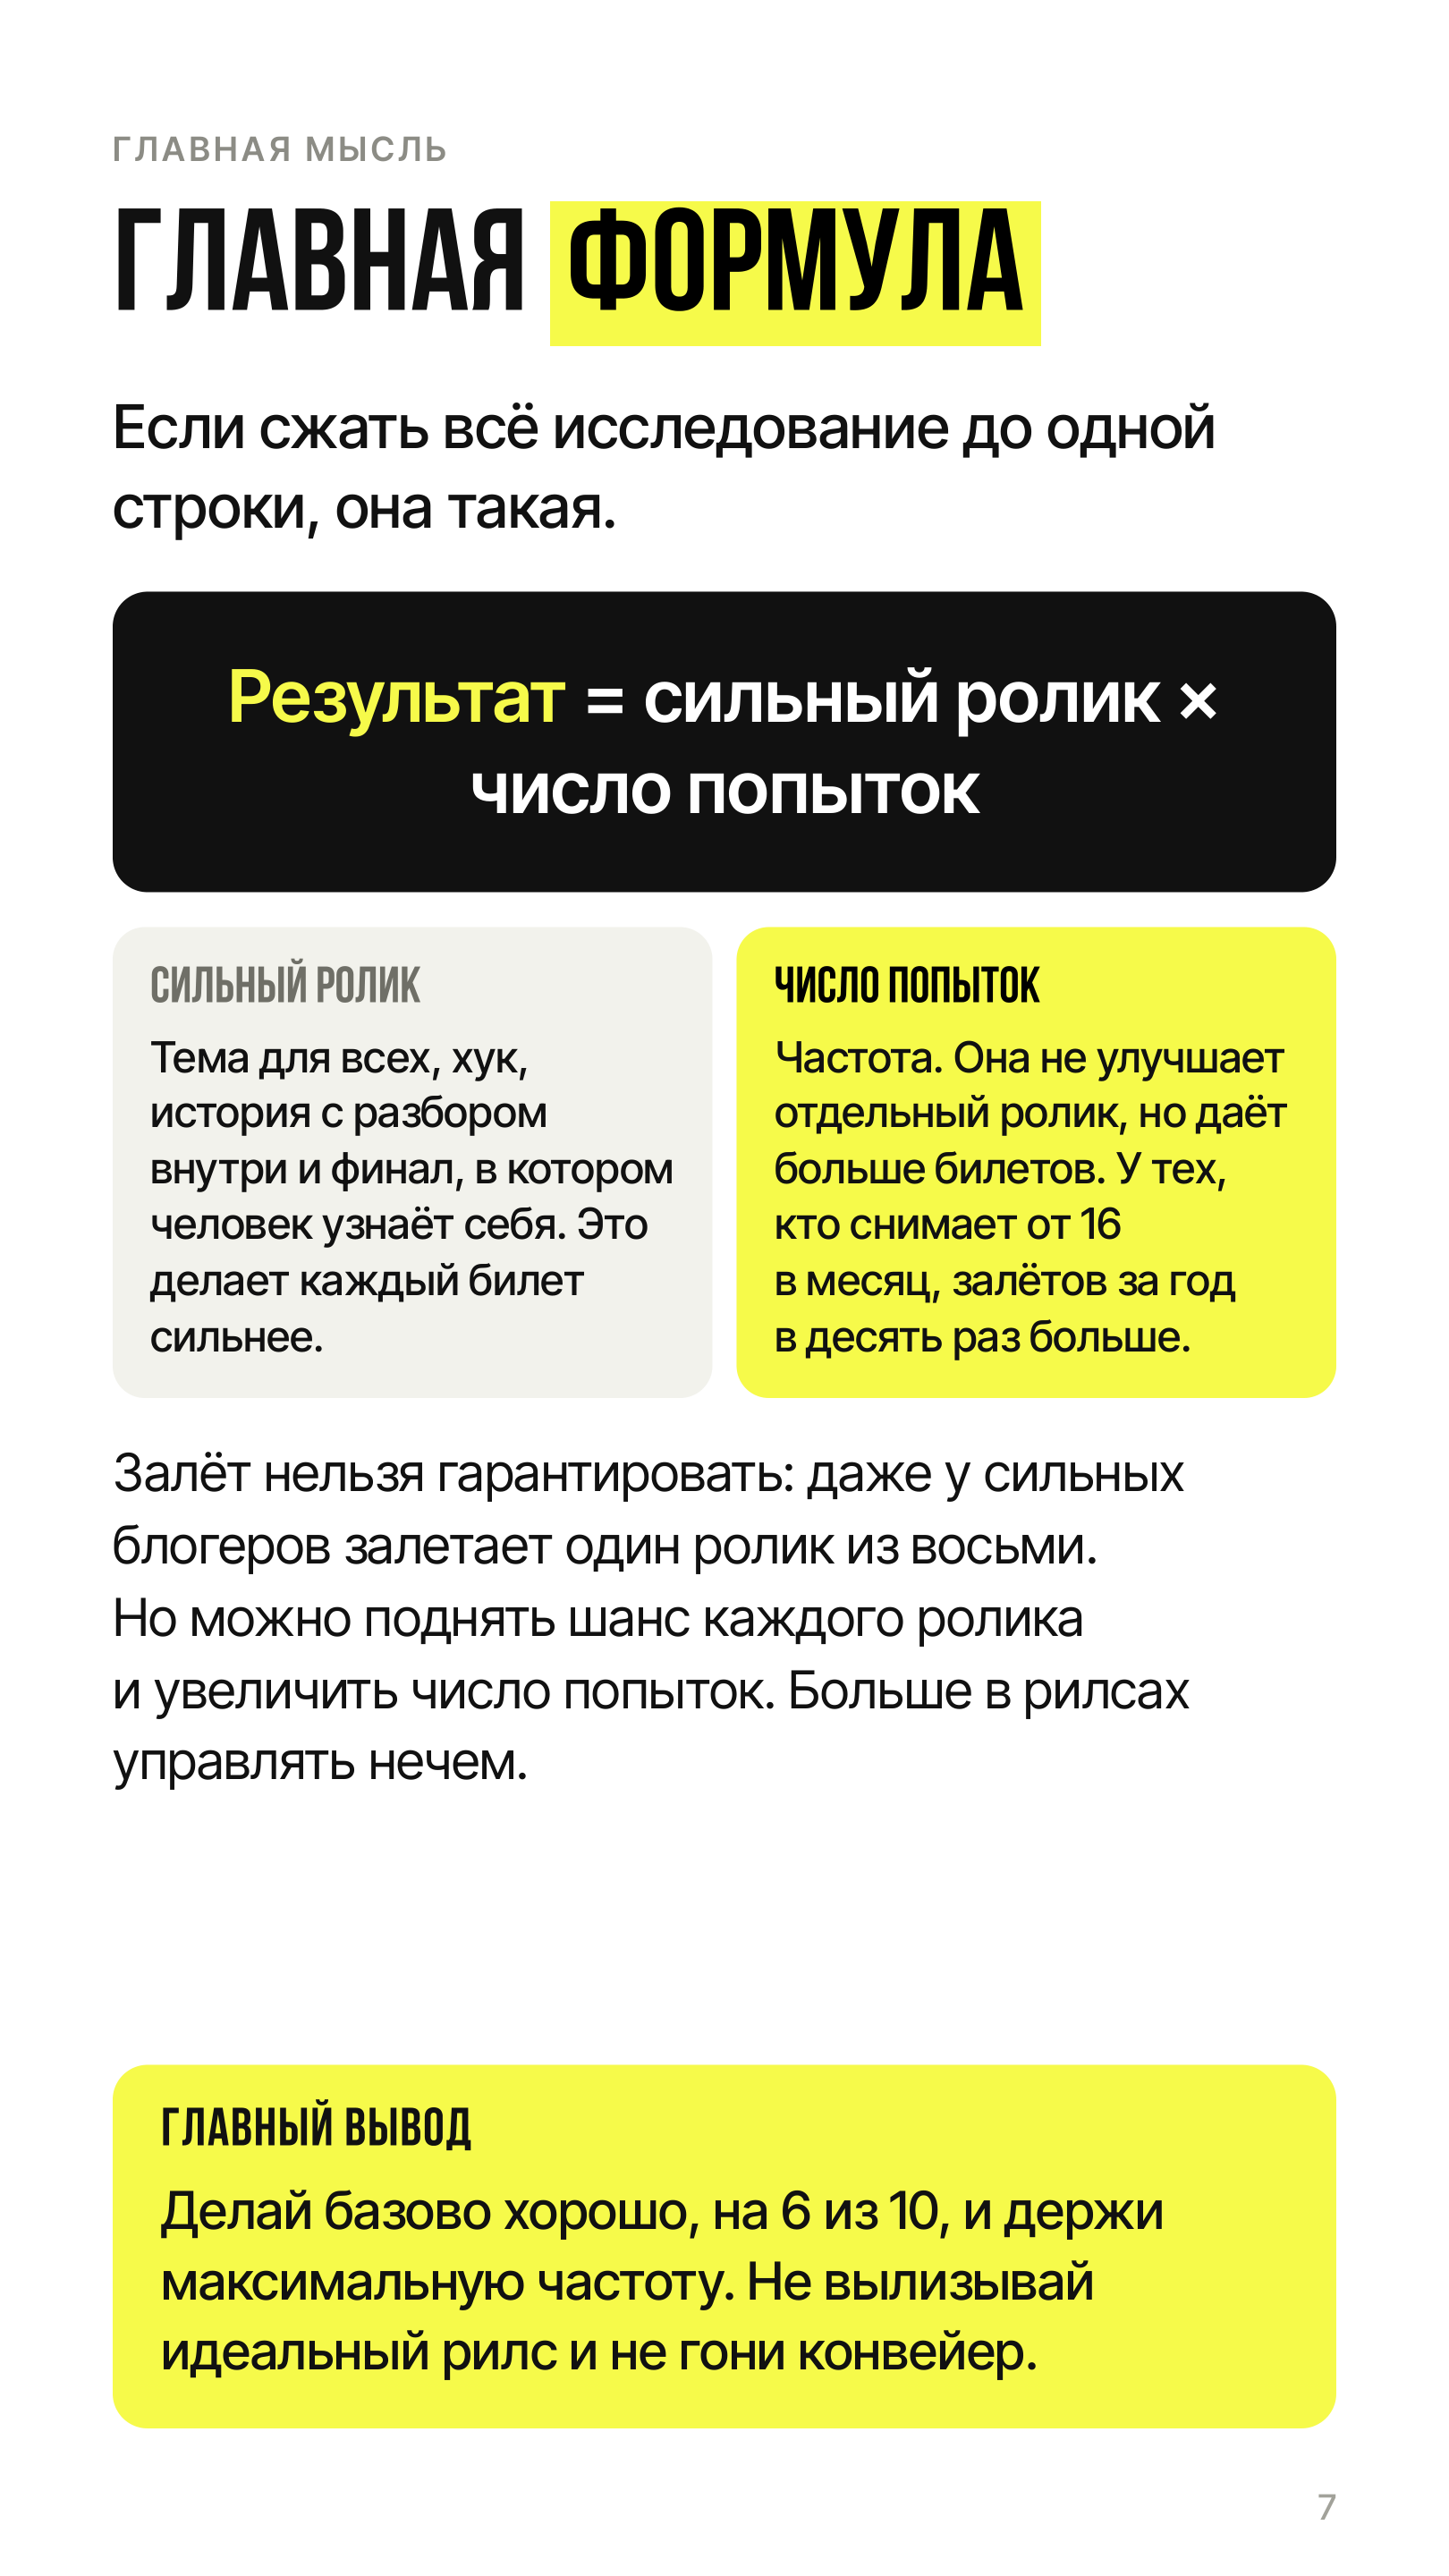 ГЛАВНАЯ МЫСЛЬ
ГЛАВНАЯ ФОРМУЛА
Если сжать всё исследование до одной
строки, она такая.
Результат = сильный ролик ×
число попыток
СИЛЬНЫЙ РОЛИК
Тема для всех, хук,
история с разбором
внутри и финал, в котором
человек узнаёт себя. Это
делает каждый билет
сильнее.
ЧИСЛО ПОПЫТОК
Частота. Она не улучшает
отдельный ролик, но даёт
больше билетов. У тех,
кто снимает от 16
в месяц, залётов за год
в десять раз больше.
Залёт нельзя гарантировать: даже у сильных
блогеров залетает один ролик из восьми.
Но можно поднять шанс каждого ролика
и увеличить число попыток. Больше в рилсах
управлять нечем.
ГЛАВНЫЙ ВЫВОД
Делай базово хорошо, на 6 из 10, и держи
максимальную частоту. Не вылизывай
идеальный рилс и не гони конвейер.
7